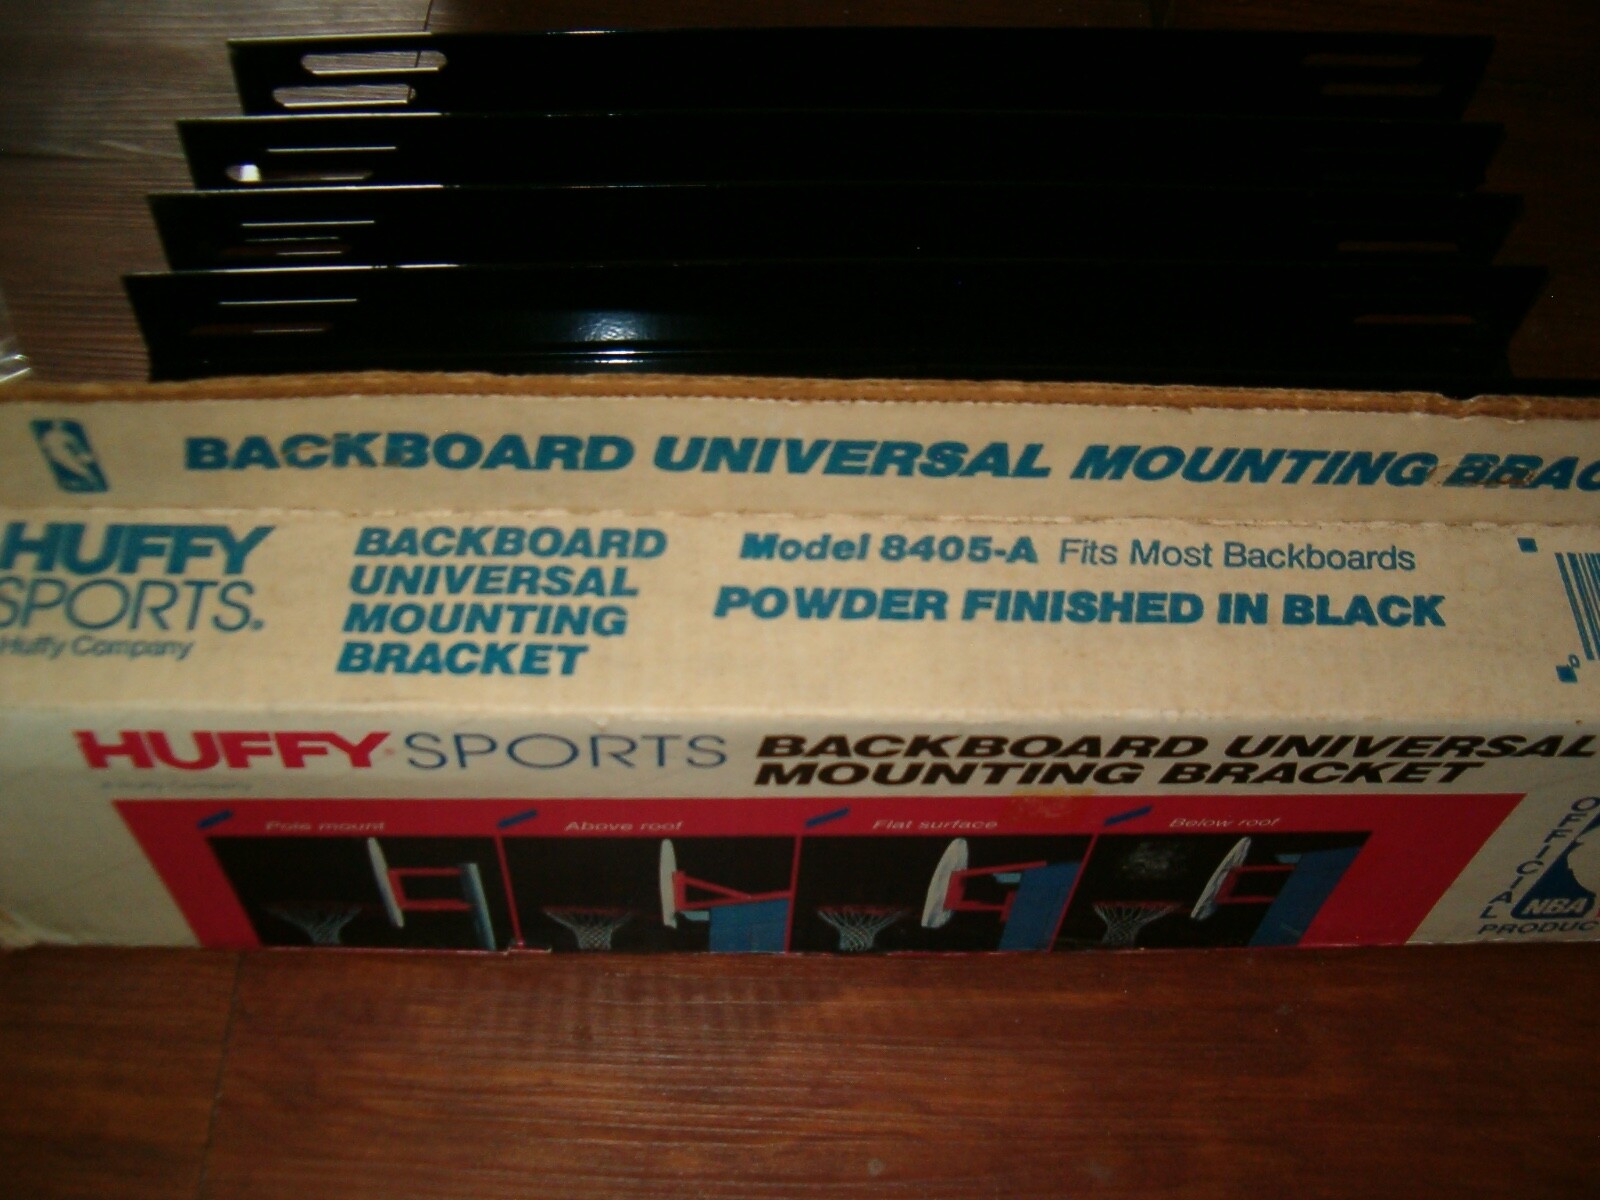 BACKBOARD UNIVERSAL MOUNTING BRAC
HUFFY
SPORTS.
Huffy Company
BACKBOARD
UNIVERSAL
MOUNTING
BRACKET
Model 8405-A Fits Most Backboards
POWDER FINISHED IN BLACK
0
HUFFY SPORTS
BACKBOARD UNIVERSAL
MOUNTING BRACKET
Pole mount
Above roof
Flat surface
Below roof
OFFICIAL
NBA
PRODUC